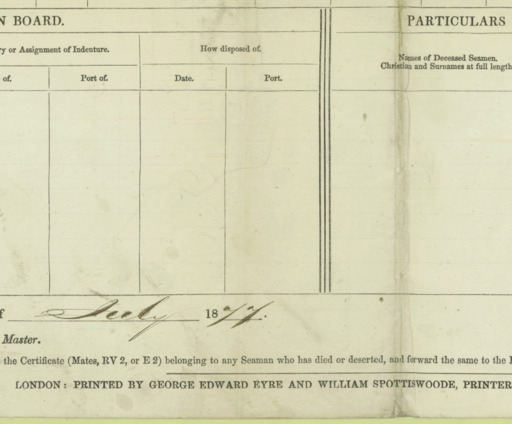 N BOARD.
PARTICULARS
ry or Assignment of Indenture.
How disposed of.
Names of Deceased Seamen.
Christian and Surnames at full length
of.
Port of.
Date.
Port.
f July 1877.
Master.
the Certificate (Mates, RV 2, or E 2) belonging to any Seaman who has died or deserted, and forward the same to the
LONDON: PRINTED BY GEORGE EDWARD EYRE AND WILLIAM SPOTTISWOODE, PRINTER